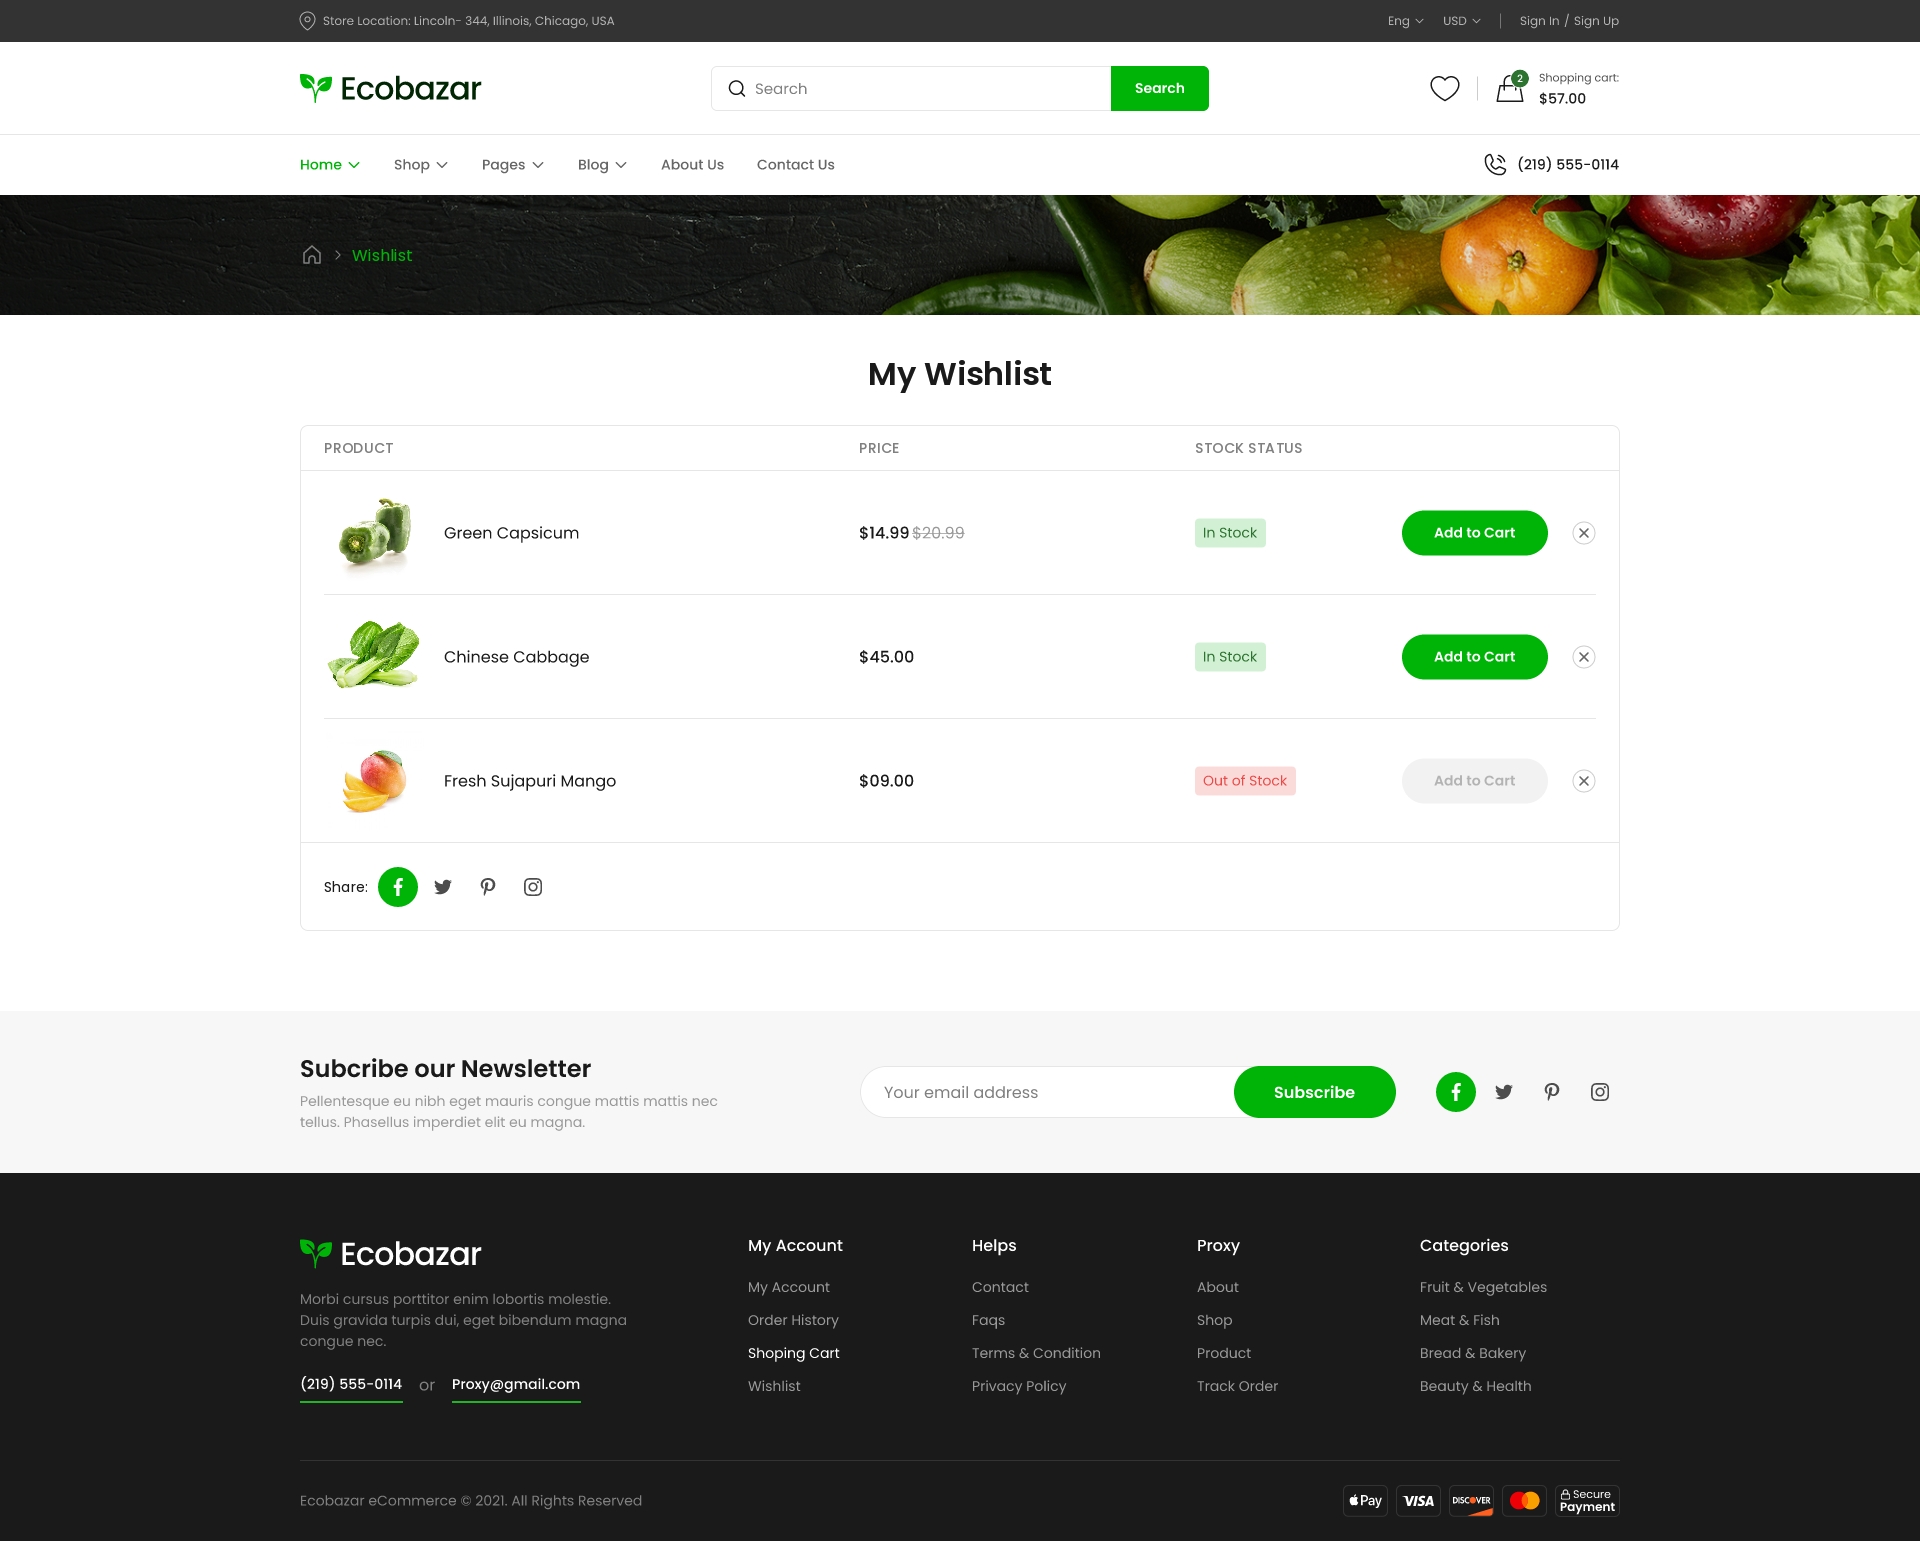 Store Location: Lincoln- 344, Illinois, Chicago, USA
Eng
USD
Sign In / Sign Up
Ecobazar
Search
Search
2
Shopping cart:
$57.00
Home
Shop
Pages
Blog
About Us
Contact Us
(219) 555-0114
Wishlist
My Wishlist
PRODUCT
PRICE
STOCK STATUS
Green Capsicum
$14.99 $20.99
In Stock
Add to Cart
Chinese Cabbage
$45.00
In Stock
Add to Cart
Fresh Sujapuri Mango
$09.00
Out of Stock
Add to Cart
Share:
Subcribe our Newsletter
Pellentesque eu nibh eget mauris congue mattis mattis nec
tellus. Phasellus imperdiet elit eu magna.
Your email address
Subscribe
Ecobazar
Morbi cursus porttitor enim lobortis molestie.
Duis gravida turpis dui, eget bibendum magna
congue nec.
(219) 555-0114
or
Proxy@gmail.com
My Account
My Account
Order History
Shoping Cart
Wishlist
Helps
Contact
Faqs
Terms & Condition
Privacy Policy
Proxy
About
Shop
Product
Track Order
Categories
Fruit & Vegetables
Meat & Fish
Bread & Bakery
Beauty & Health
Ecobazar eCommerce © 2021. All Rights Reserved
Pay
VISA
DISCOVER
Secure
Payment